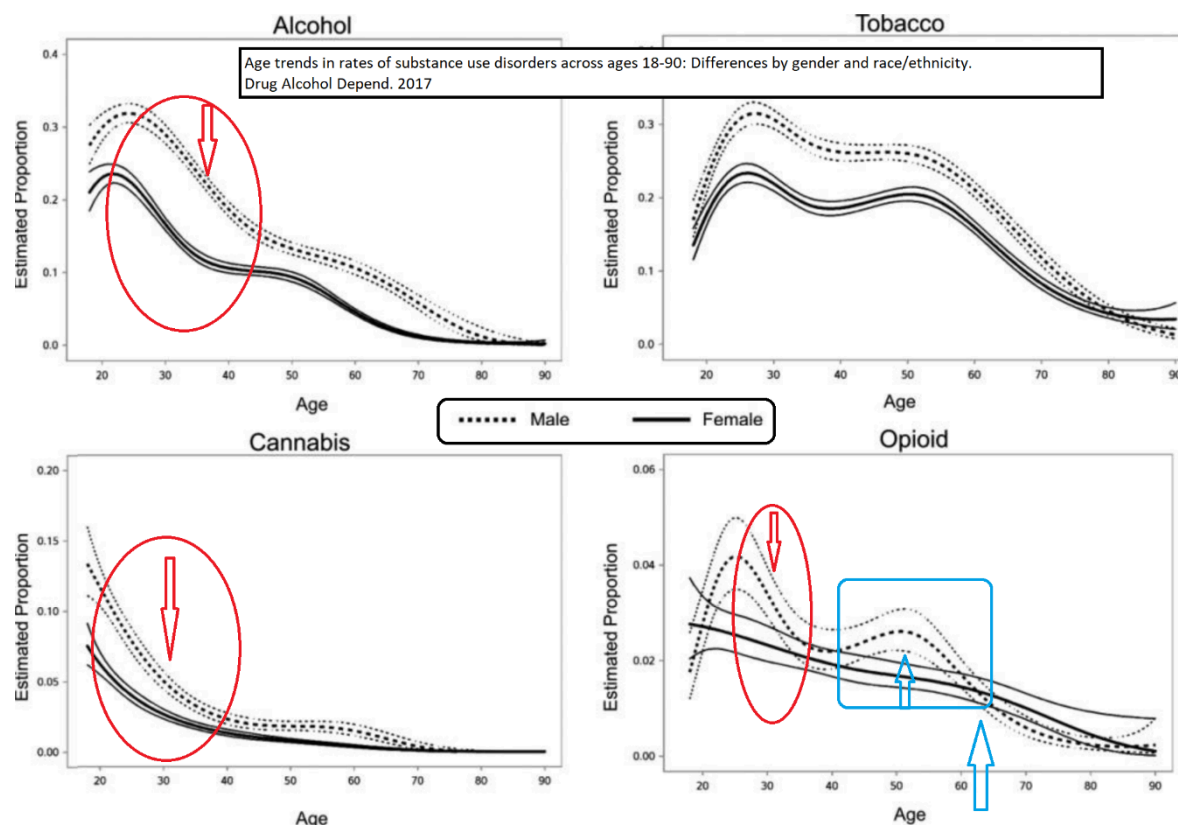 Alcohol
Tobacco
Age trends in rates of substance use disorders across ages 18-90: Differences by gender and race/ethnicity.
Drug Alcohol Depend. 2017
Estimated Proportion
0.4
0.3
0.2
0.1
0.0
20 30 40 50 60 70 80 90
Age
Estimated Proportion
0.3
0.2
0.1
0.0
20 30 40 50 60 70 80 90
Age
Male Female
Cannabis
Opioid
Estimated Proportion
0.20
0.15
0.10
0.05
0.00
20 30 40 50 60 70 80 90
Age
Estimated Proportion
0.06
0.04
0.02
0.00
20 30 40 50 60 70 80 90
Age